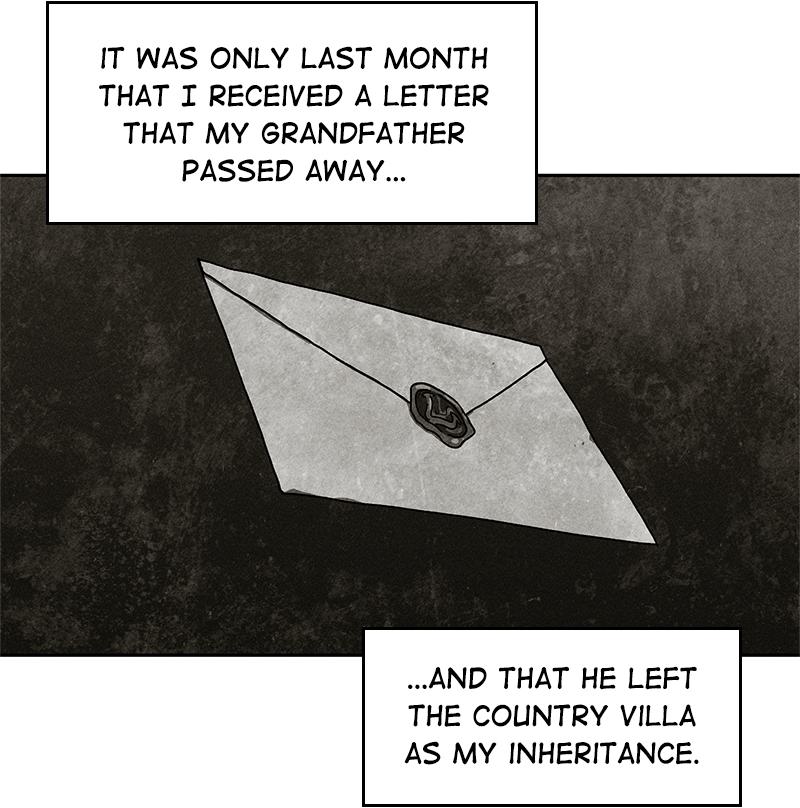 IT WAS ONLY LAST MONTH
THAT I RECEIVED A LETTER
THAT MY GRANDFATHER
PASSED AWAY...
...AND THAT HE LEFT
THE COUNTRY VILLA
AS MY INHERITANCE.